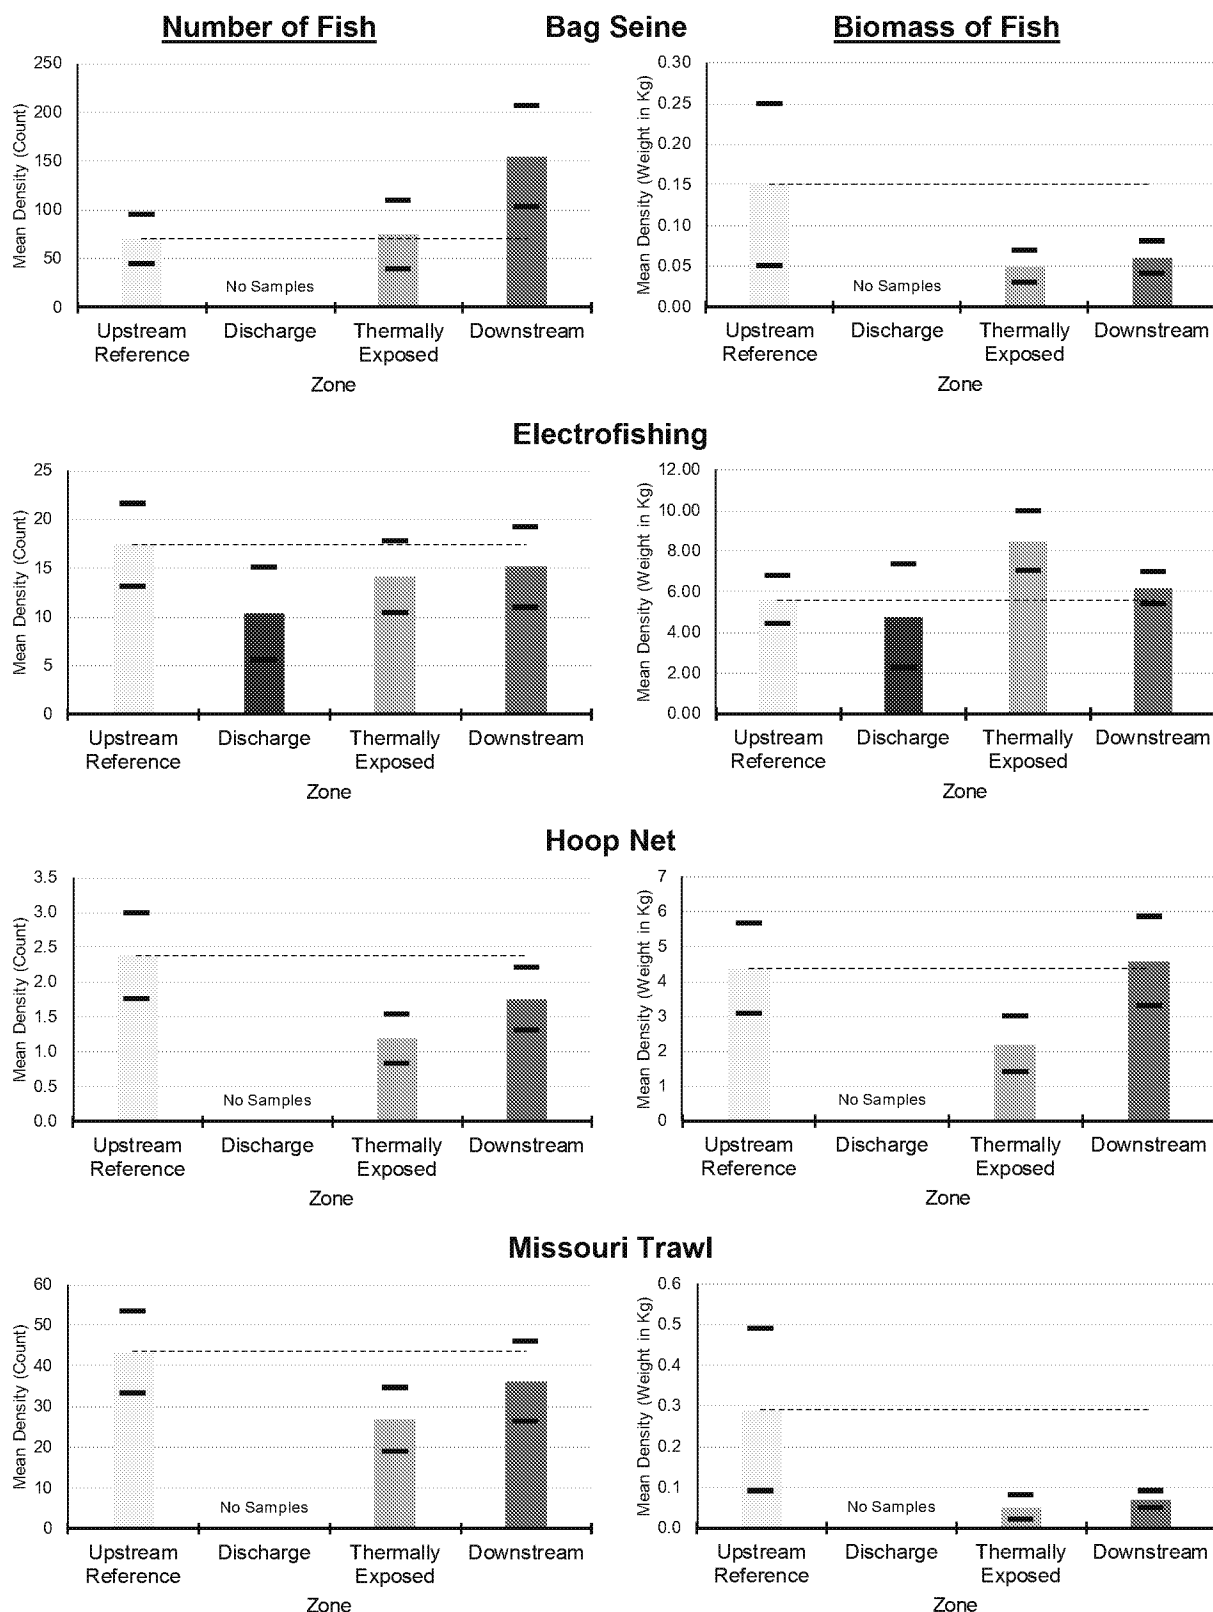 Number of Fish Bag Seine Biomass of Fish
Mean Density (Count)
250
200
150
100
50
0
No Samples
Upstream Reference Discharge Thermally Exposed Downstream
Zone
Mean Density (Weight in Kg)
0.30
0.25
0.20
0.15
0.10
0.05
0.00
No Samples
Upstream Reference Discharge Thermally Exposed Downstream
Zone
Electrofishing
Mean Density (Count)
25
20
15
10
5
0
Upstream Reference Discharge Thermally Exposed Downstream
Zone
Mean Density (Weight in Kg)
12.00
10.00
8.00
6.00
4.00
2.00
0.00
Upstream Reference Discharge Thermally Exposed Downstream
Zone
Hoop Net
Mean Density (Count)
3.5
3.0
2.5
2.0
1.5
1.0
0.5
0.0
No Samples
Upstream Reference Discharge Thermally Exposed Downstream
Zone
Mean Density (Weight in Kg)
7
6
5
4
3
2
1
0
No Samples
Upstream Reference Discharge Thermally Exposed Downstream
Zone
Missouri Trawl
Mean Density (Count)
60
50
40
30
20
10
0
No Samples
Upstream Reference Discharge Thermally Exposed Downstream
Zone
Mean Density (Weight in Kg)
0.6
0.5
0.4
0.3
0.2
0.1
0.0
No Samples
Upstream Reference Discharge Thermally Exposed Downstream
Zone